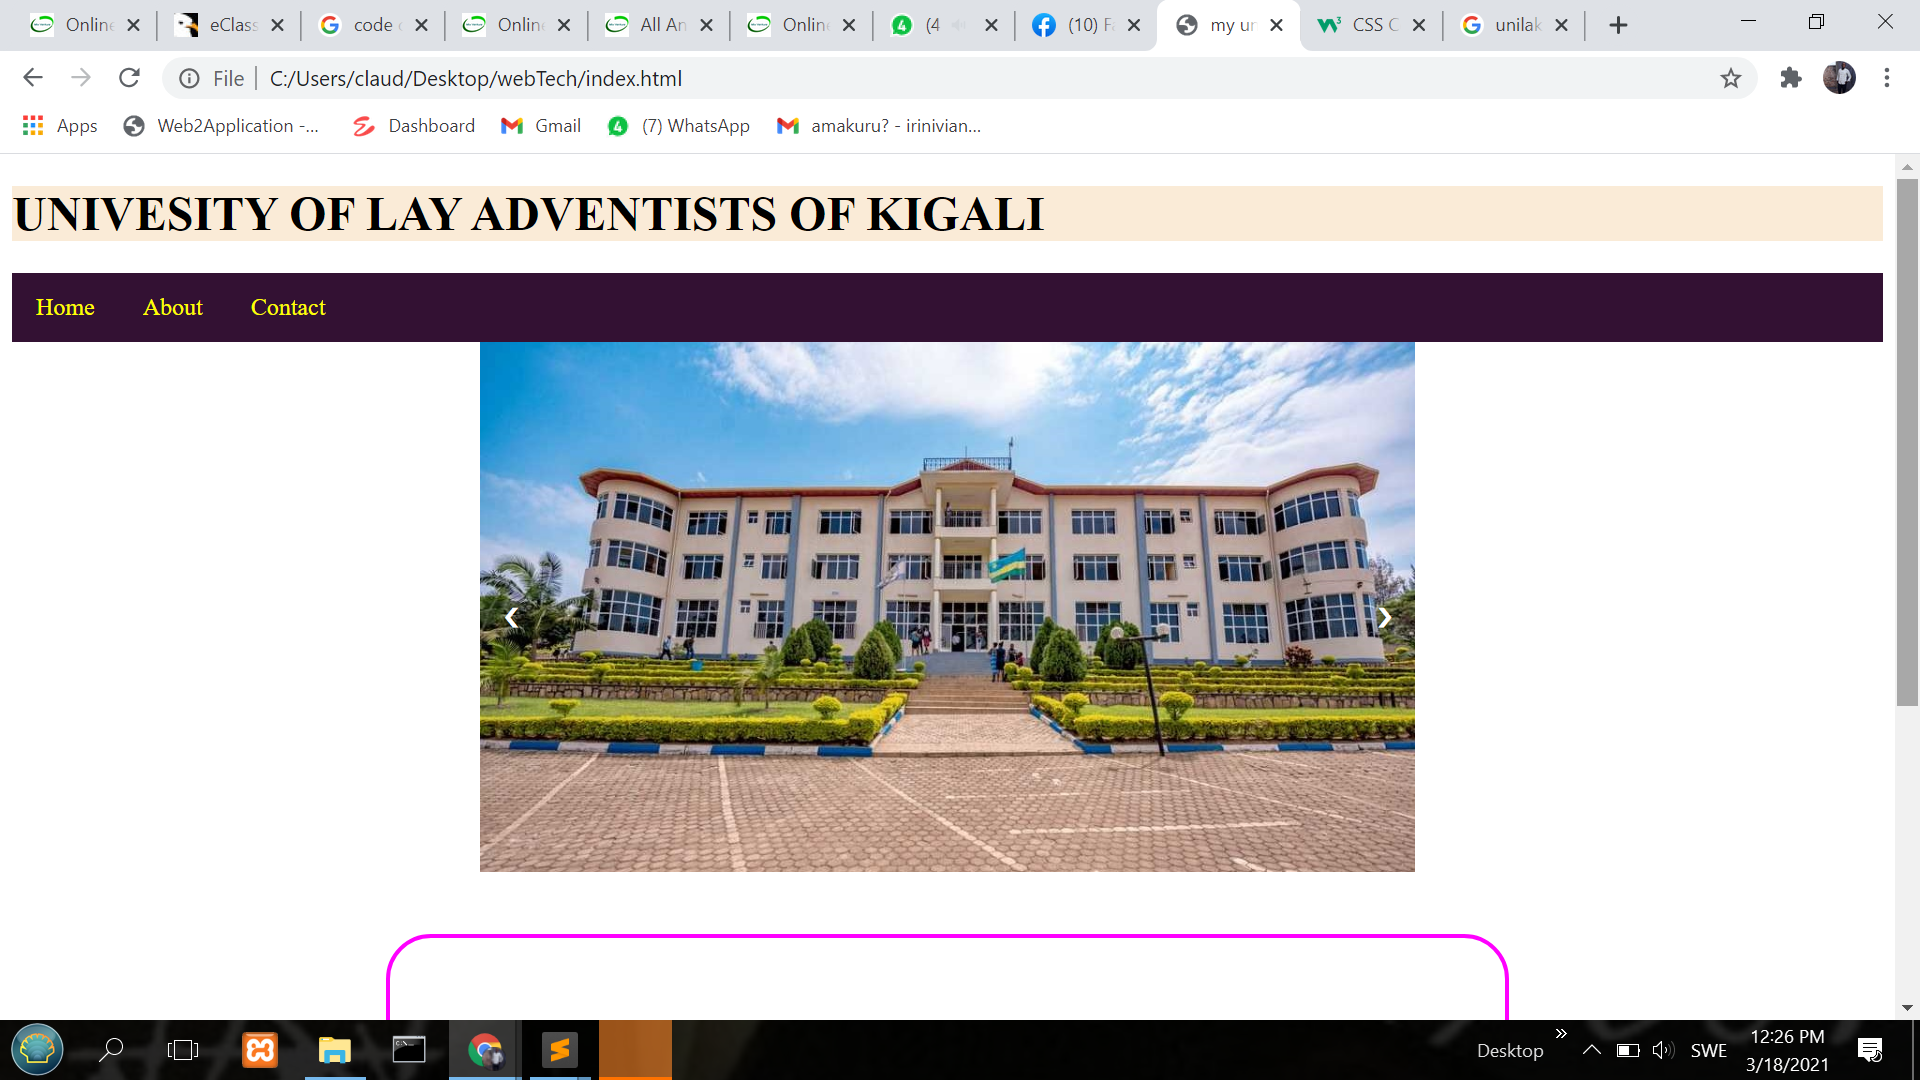 Online
eClass
code
Online
All An
Online
(4
(10) Fa
my un
CSS C
unilak
File
C:/Users/claud/Desktop/webTech/index.html
Apps
Web2Application -...
Dashboard
Gmail
(7) WhatsApp
amakuru? - irinivian...
UNIVESITY OF LAY ADVENTISTS OF KIGALI
Home
About
Contact
Desktop
SWE
12:26 PM
3/18/2021